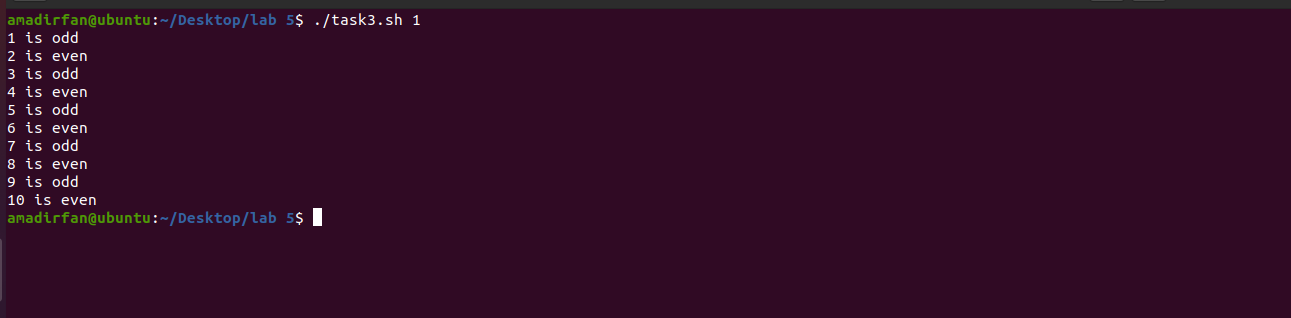 amadirfan@ubuntu:~/Desktop/lab 5$ ./task3.sh 1
1 is odd
2 is even
3 is odd
4 is even
5 is odd
6 is even
7 is odd
8 is even
9 is odd
10 is even
amadirfan@ubuntu:~/Desktop/lab 5$